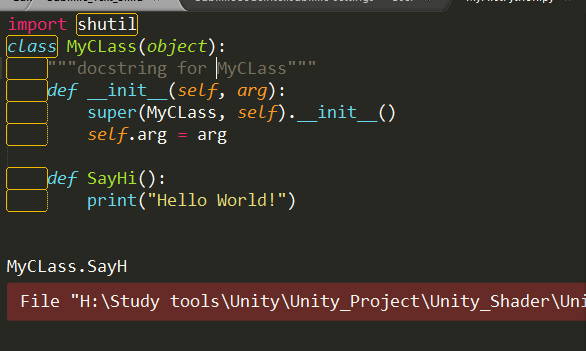 import shutil
class MyCLass(object):
"""docstring for MyCLass"""
def __init__(self, arg):
super(MyCLass, self).__init__()
self.arg = arg
def SayHi():
print("Hello World!")
MyCLass.SayH
File "H:\Study tools\Unity\Unity_Project\Unity_Shader\Uni